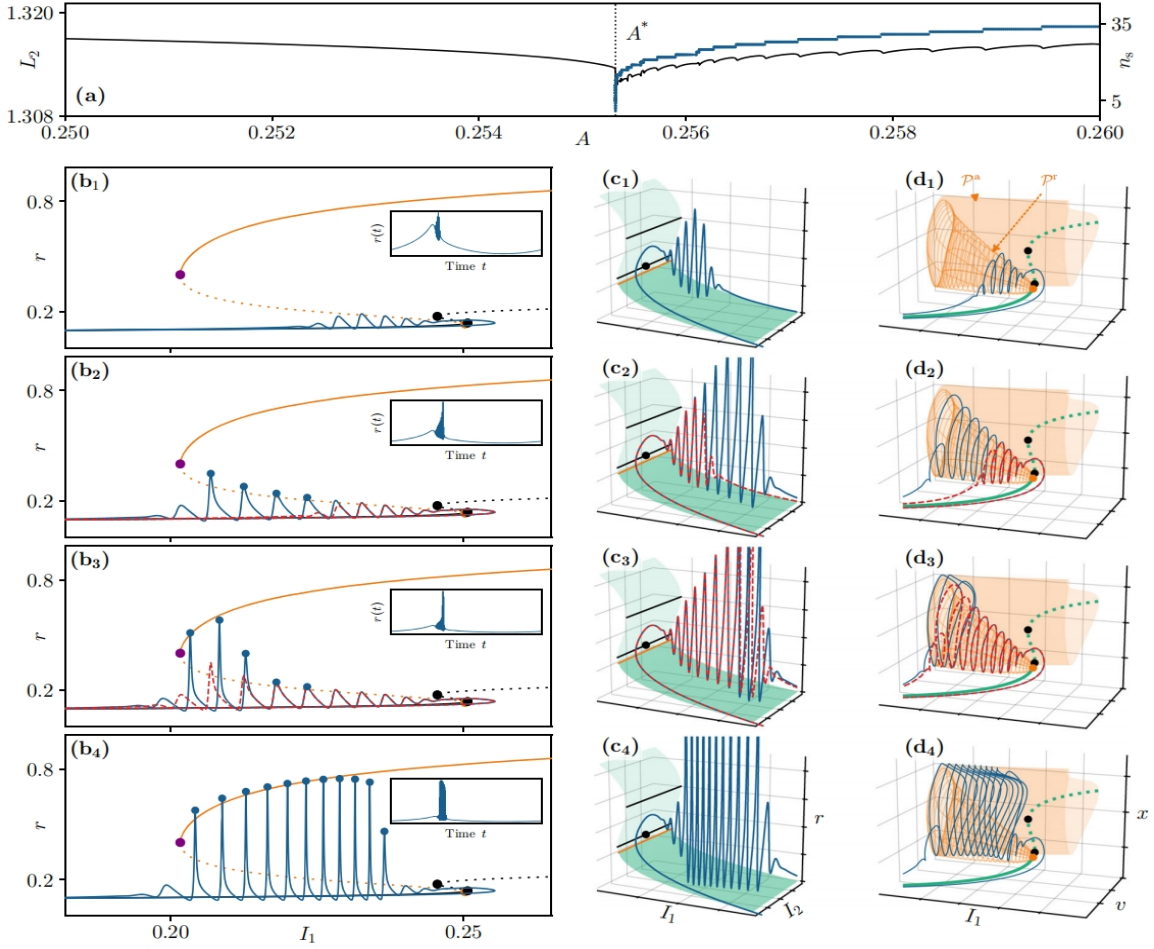 1.320
L₂
1.308
(a)
A*
35
nₛ
5
0.250
0.252
0.254
A
0.256
0.258
0.260
(b₁)
0.8
r
0.2
r(t)
Time t
(c₁)
(d₁)
𝒫ᵃ
𝒫ʳ
(b₂)
0.8
r
0.2
r(t)
Time t
(c₂)
(d₂)
(b₃)
0.8
r
0.2
r(t)
Time t
(c₃)
(d₃)
(b₄)
0.8
r
0.2
r(t)
Time t
0.20
I₁
0.25
(c₄)
r
I₁
I₂
(d₄)
x
I₁
v